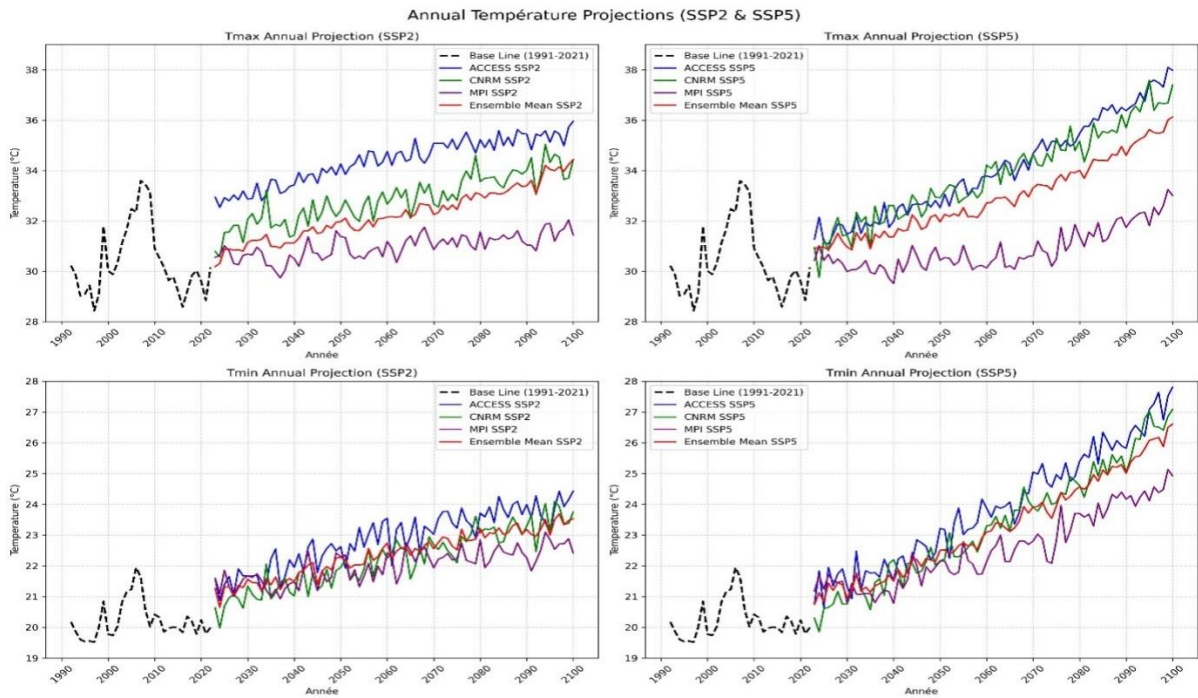 Annual Température Projections (SSP2 & SSP5)
Tmax Annual Projection (SSP2)
Temperature (°C)
38
36
34
32
30
28
Base Line (1991-2021)
ACCESS SSP2
CNRM SSP2
MPI SSP2
Ensemble Mean SSP2
1990
2000
2010
2020
2030
2040
2050
2060
2070
2080
2090
2100
Année
Tmax Annual Projection (SSP5)
Temperature (°C)
38
36
34
32
30
28
Base Line (1991-2021)
ACCESS SSP5
CNRM SSP5
MPI SSP5
Ensemble Mean SSP5
1990
2000
2010
2020
2030
2040
2050
2060
2070
2080
2090
2100
Année
Tmin Annual Projection (SSP2)
Temperature (°C)
28
27
26
25
24
23
22
21
20
19
Base Line (1991-2021)
ACCESS SSP2
CNRM SSP2
MPI SSP2
Ensemble Mean SSP2
1990
2000
2010
2020
2030
2040
2050
2060
2070
2080
2090
2100
Année
Tmin Annual Projection (SSP5)
Temperature (°C)
28
27
26
25
24
23
22
21
20
19
Base Line (1991-2021)
ACCESS SSP5
CNRM SSP5
MPI SSP5
Ensemble Mean SSP5
1990
2000
2010
2020
2030
2040
2050
2060
2070
2080
2090
2100
Année